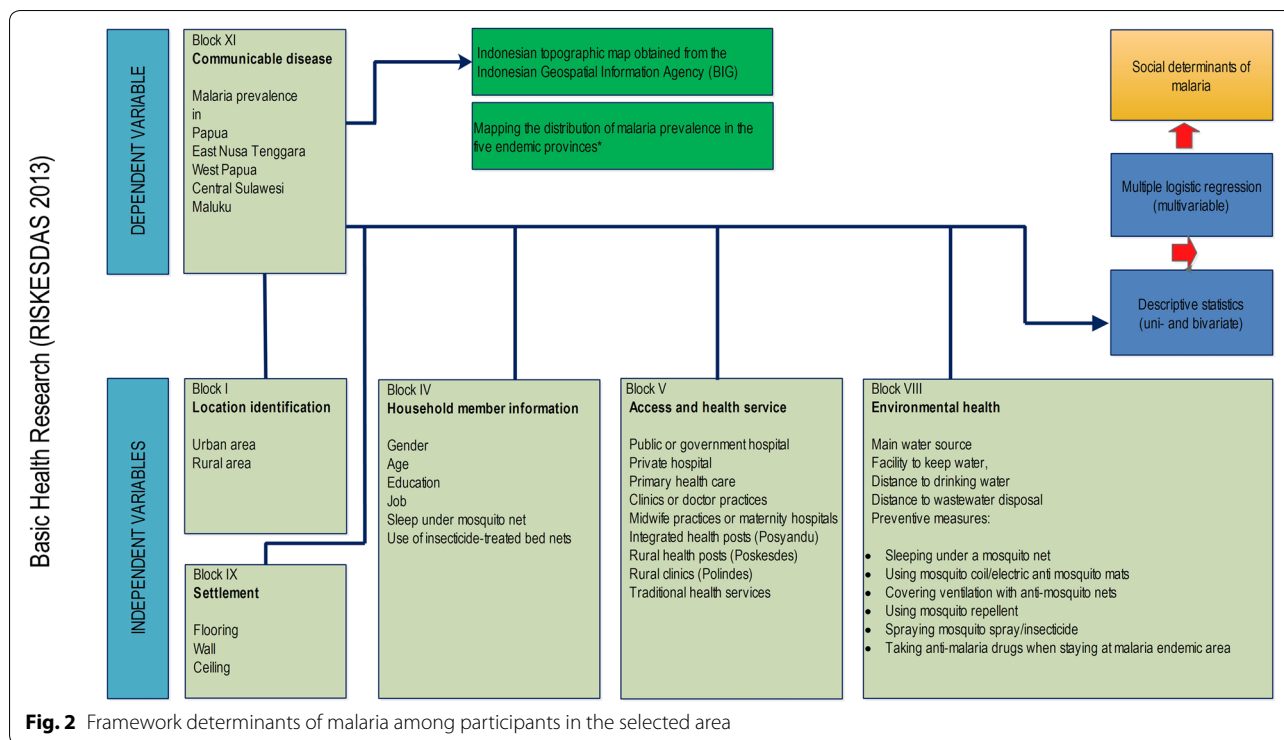 Basic Health Research (RISKESDAS 2013)
DEPENDENT VARIABLE
Block XI
Communicable disease
Malaria prevalence
in
Papua
East Nusa Tenggara
West Papua
Central Sulawesi
Maluku
Indonesian topographic map obtained from the
Indonesian Geospatial Information Agency (BIG)
Mapping the distribution of malaria prevalence in the
five endemic provinces*
Social determinants of
malaria
Multiple logistic regression
(multivariable)
Descriptive statistics
(uni- and bivariate)
INDEPENDENT VARIABLES
Block I
Location identification
Urban area
Rural area
Block IX
Settlement
Flooring
Wall
Ceiling
Block IV
Household member information
Gender
Age
Education
Job
Sleep under mosquito net
Use of insecticide-treated bed nets
Block V
Access and health service
Public or government hospital
Private hospital
Primary health care
Clinics or doctor practices
Midwife practices or maternity hospitals
Integrated health posts (Posyandu)
Rural health posts (Poskesdes)
Rural clinics (Polindes)
Traditional health services
Block VIII
Environmental health
Main water source
Facility to keep water,
Distance to drinking water
Distance to wastewater disposal
Preventive measures:
• Sleeping under a mosquito net
• Using mosquito coil/electric anti mosquito mats
• Covering ventilation with anti-mosquito nets
• Using mosquito repellent
• Spraying mosquito spray/insecticide
• Taking anti-malaria drugs when staying at malaria endemic area
Fig. 2 Framework determinants of malaria among participants in the selected area